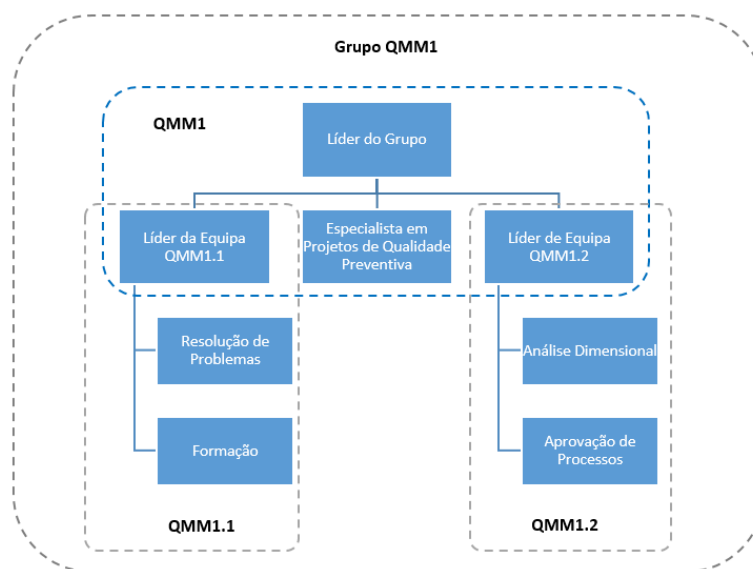 Grupo QMM1
QMM1
Líder do Grupo
Líder da Equipa
QMM1.1
Especialista em
Projetos de Qualidade
Preventiva
Líder de Equipa
QMM1.2
Resolução de
Problemas
Análise Dimensional
Formação
Aprovação de
Processos
QMM1.1
QMM1.2